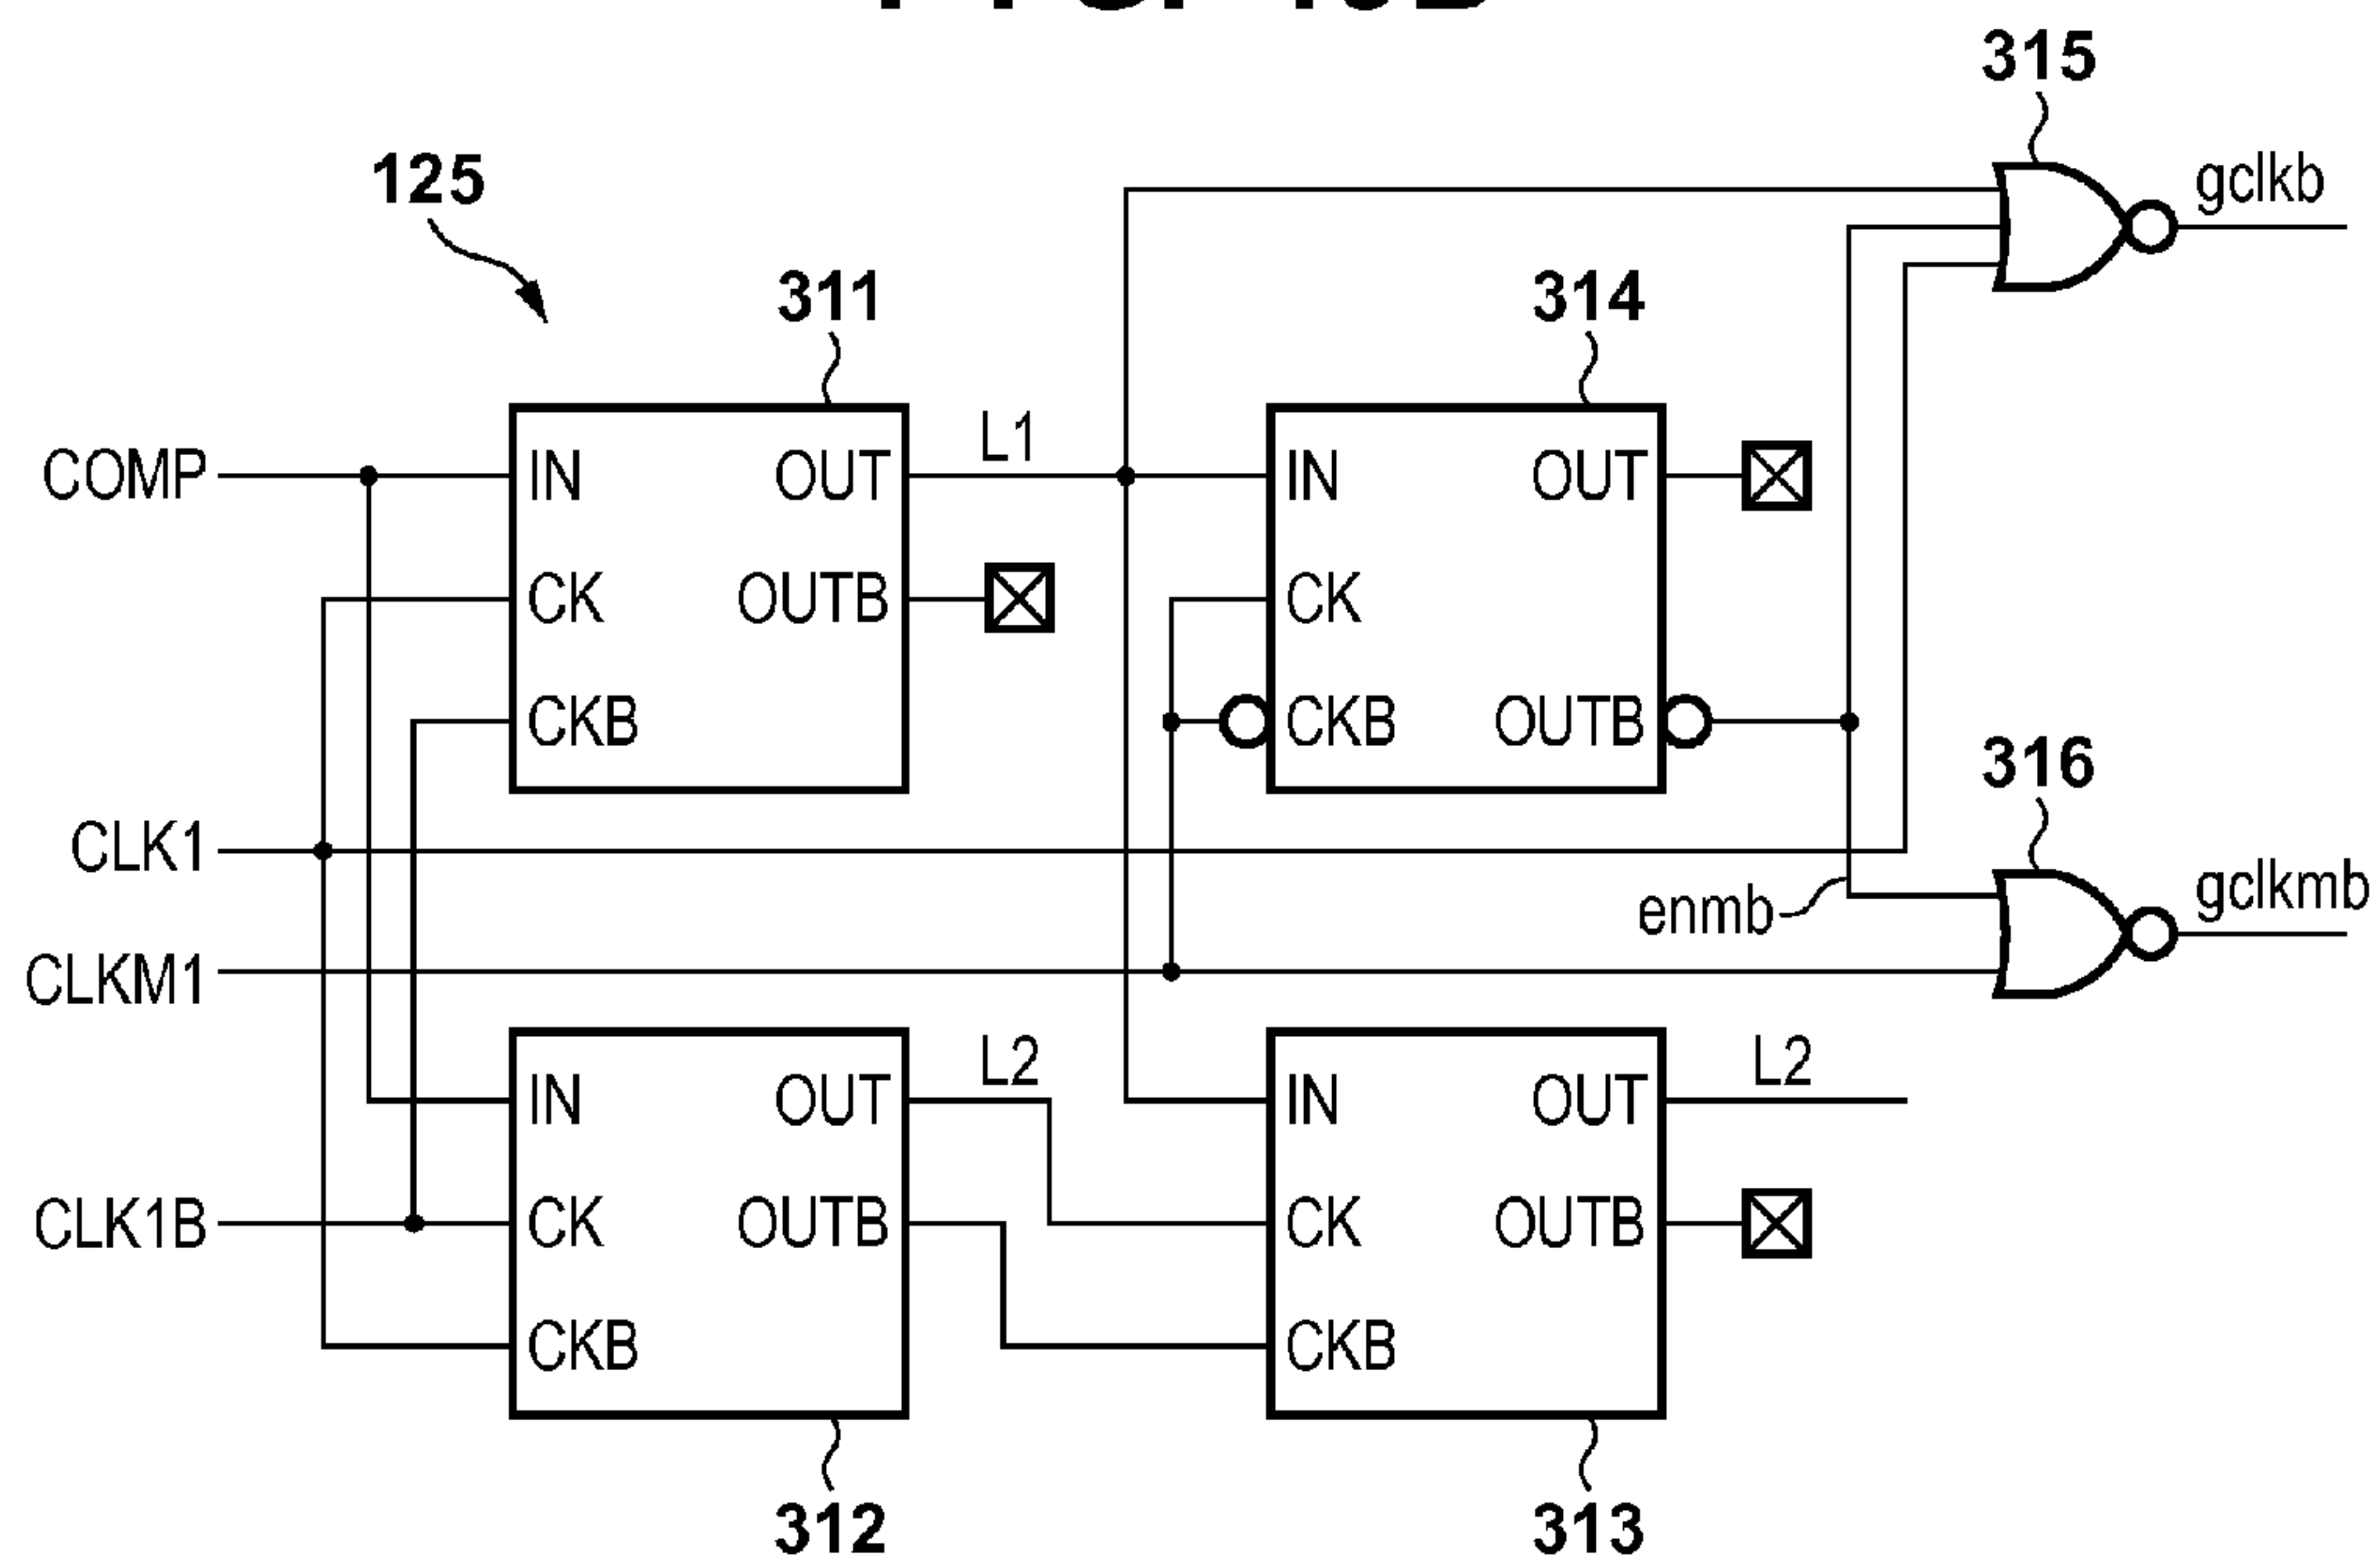 315
gclkb
125
311
314
L1
COMP
IN
OUT
IN
OUT
CK
OUTB
CK
CKB
CKB
OUTB
316
CLK1
enmb
gclkmb
CLKM1
L2
L2
IN
OUT
IN
OUT
CLK1B
CK
OUTB
CK
OUTB
CKB
CKB
312
313